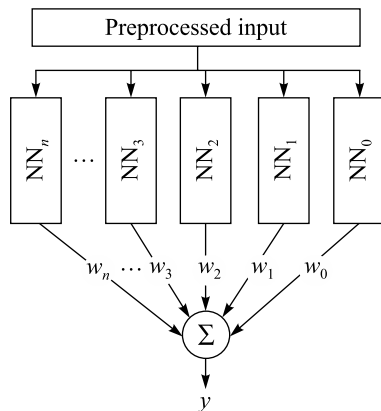 Preprocessed input
NNₙ … NN₃ NN₂ NN₁ NN₀
wₙ … w₃ w₂ w₁ w₀
Σ
y